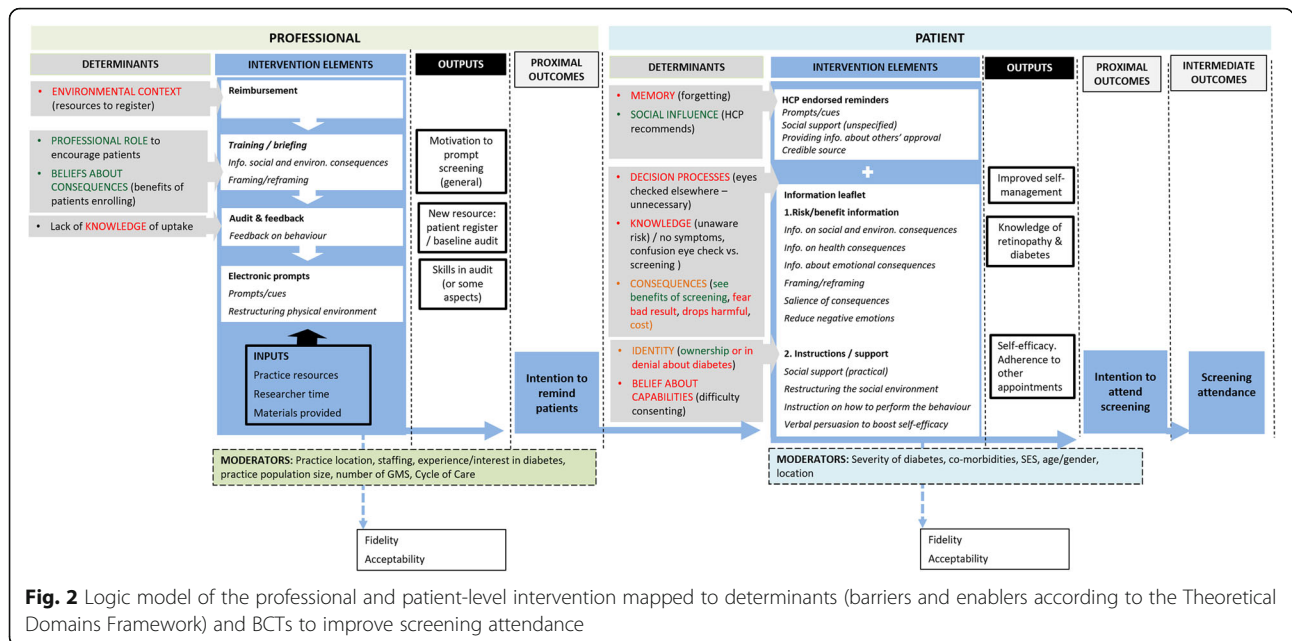 PROFESSIONAL
DETERMINANTS
INTERVENTION ELEMENTS
OUTPUTS
PROXIMAL
OUTCOMES
• ENVIRONMENTAL CONTEXT
(resources to register)
• PROFESSIONAL ROLE to
encourage patients
• BELIEFS ABOUT
CONSEQUENCES (benefits of
patients enrolling)
• Lack of KNOWLEDGE of uptake
Reimbursement
Training / briefing
Info. social and environ. consequences
Framing/reframing
Audit & feedback
Feedback on behaviour
Electronic prompts
Prompts/cues
Restructuring physical environment
INPUTS
Practice resources
Researcher time
Materials provided
Motivation to
prompt
screening
(general)
New resource:
patient register
/ baseline audit
Skills in audit
(or some
aspects)
Intention to
remind
patients
MODERATORS: Practice location, staffing, experience/interest in diabetes,
practice population size, number of GMS, Cycle of Care
Fidelity
Acceptability
PATIENT
DETERMINANTS
INTERVENTION ELEMENTS
OUTPUTS
PROXIMAL
OUTCOMES
INTERMEDIATE
OUTCOMES
• MEMORY (forgetting)
• SOCIAL INFLUENCE (HCP
recommends)
• DECISION PROCESSES (eyes
checked elsewhere –
unnecessary)
• KNOWLEDGE (unaware
risk) / no symptoms,
confusion eye check vs.
screening )
• CONSEQUENCES (see
benefits of screening, fear
bad result, drops harmful,
cost)
• IDENTITY (ownership or in
denial about diabetes)
• BELIEF ABOUT
CAPABILITIES (difficulty
consenting)
HCP endorsed reminders
Prompts/cues
Social support (unspecified)
Providing info. about others' approval
Credible source
+
Information leaflet
1.Risk/benefit information
Info. on social and environ. consequences
Info. on health consequences
Info. about emotional consequences
Framing/reframing
Salience of consequences
Reduce negative emotions
2. Instructions / support
Social support (practical)
Restructuring the social environment
Instruction on how to perform the behaviour
Verbal persuasion to boost self-efficacy
Improved self-
management
Knowledge of
retinopathy &
diabetes
Self-efficacy.
Adherence to
other
appointments
Intention to
attend
screening
Screening
attendance
MODERATORS: Severity of diabetes, co-morbidities, SES, age/gender,
location
Fidelity
Acceptability
Fig. 2 Logic model of the professional and patient-level intervention mapped to determinants (barriers and enablers according to the Theoretical
Domains Framework) and BCTs to improve screening attendance